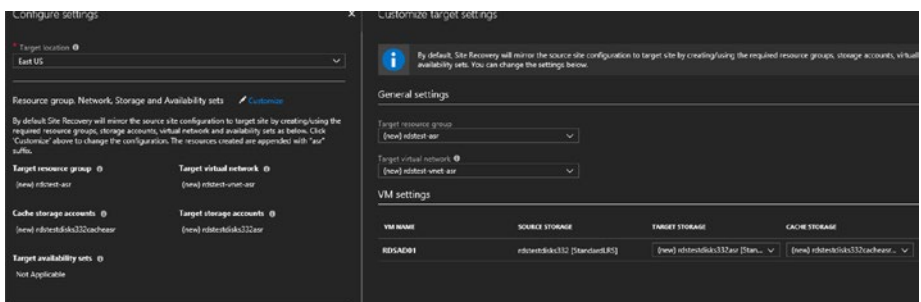 Configure settings
* Target location
East US
Resource group, Network, Storage and Availability sets Customize
By default, Site Recovery will mirror the source site configuration to target site by creating/using the
required resource groups, storage accounts, virtual network and availability sets as below. Click
'Customize' above to change the configuration. The resources created are appended with "asr"
suffix.
Target resource group Target virtual network
(new) rdstest-asr (new) rdstest-vnet-asr
Cache storage accounts Target storage accounts
(new) rdstestdisks332cacheasr (new) rdstestdisks332asr
Target availability sets
Not Applicable
Customize target settings
By default, Site Recovery will mirror the source site configuration to target site by creating/using the required resource groups, storage accounts, virtual
availability sets. You can change the settings below.
General settings
Target resource group
(new) rdstest-asr
Target virtual network
(new) rdstest-vnet-asr
VM settings
VM NAME SOURCE STORAGE TARGET STORAGE CACHE STORAGE
RDSAD01 rdstestdisks332 [StandardLRS] (new) rdstestdisks332asr [Stan... (new) rdstestdisks332cacheasr...